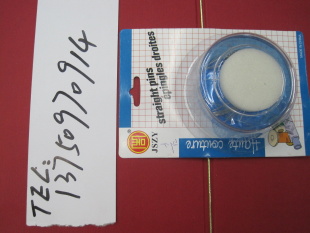 TEL:
13750970914
straight pins
épingles droites
JSZY
Haute couture